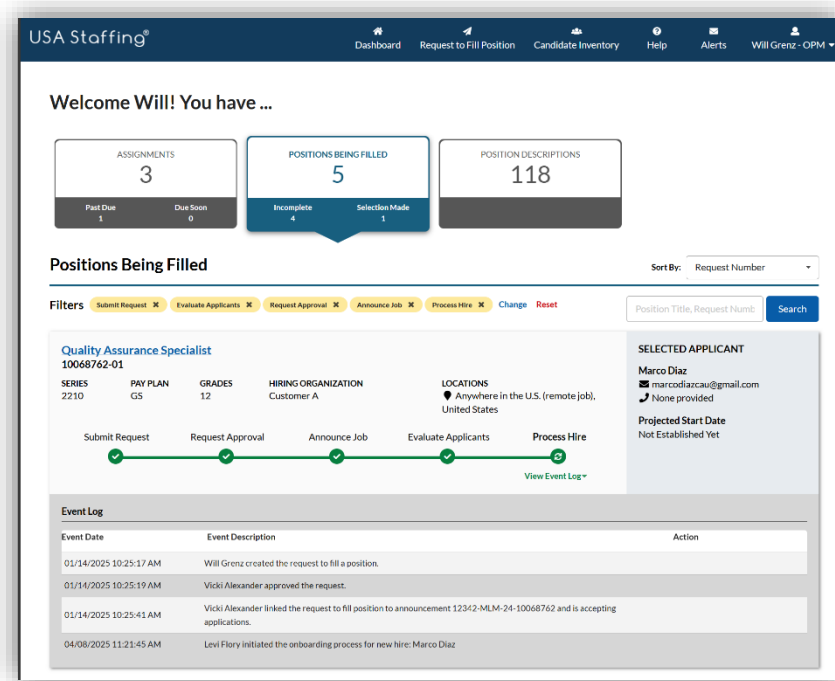 USA Staffing®
Dashboard
Request to Fill Position
Candidate Inventory
Help
Alerts
Will Grenz - OPM
Welcome Will! You have ...
ASSIGNMENTS
3
Past Due
1
Due Soon
0
POSITIONS BEING FILLED
5
Incomplete
4
Selection Made
1
POSITION DESCRIPTIONS
118
Positions Being Filled
Sort By: Request Number
Filters Submit Request ✖ Evaluate Applicants ✖ Request Approval ✖ Announce Job ✖ Process Hire ✖ Change Reset
Position Title, Request Numb
Search
Quality Assurance Specialist
10068762-01
SERIES
2210
PAY PLAN
GS
GRADES
12
HIRING ORGANIZATION
Customer A
LOCATIONS
Anywhere in the U.S. (remote job),
United States
Submit Request
Request Approval
Announce Job
Evaluate Applicants
Process Hire
View Event Log
SELECTED APPLICANT
Marco Diaz
marcodiazcau@gmail.com
None provided
Projected Start Date
Not Established Yet
Event Log
Event Date Event Description Action
01/14/2025 10:25:17 AM Will Grenz created the request to fill a position.
01/14/2025 10:25:19 AM Vicki Alexander approved the request.
01/14/2025 10:25:41 AM Vicki Alexander linked the request to fill position to announcement 12342-MLM-24-10068762 and is accepting
applications.
04/08/2025 11:21:45 AM Levi Flory initiated the onboarding process for new hire: Marco Diaz